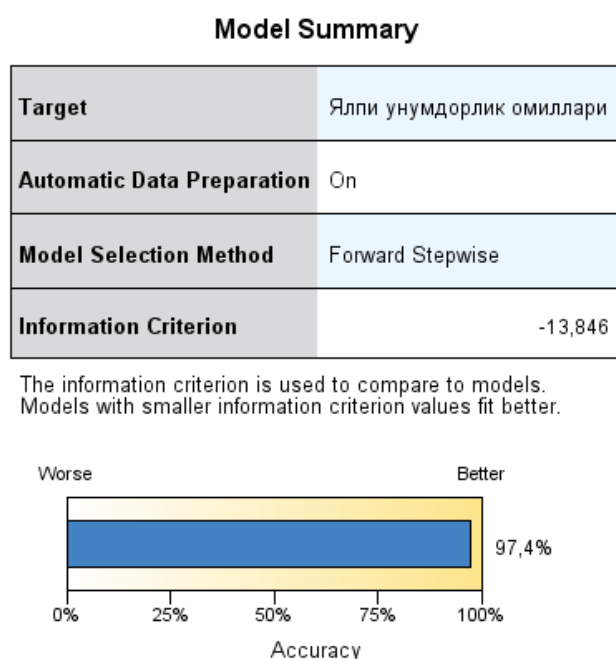 Model Summary
Target Ялпи унумдорлик омиллари
Automatic Data Preparation On
Model Selection Method Forward Stepwise
Information Criterion -13,846
The information criterion is used to compare to models.
Models with smaller information criterion values fit better.
Worse Better
97,4%
0% 25% 50% 75% 100%
Accuracy